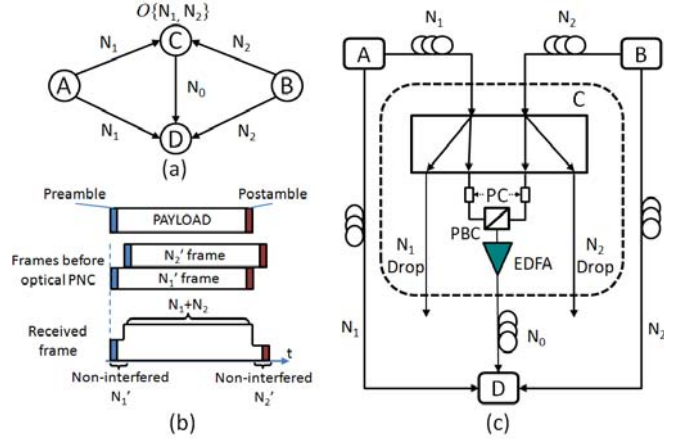 O{N₁, N₂}
N₁
C
N₂
A
N₀
B
N₁
D
N₂
(a)
Preamble
Postamble
PAYLOAD
Frames before
optical PNC
N₂' frame
N₁' frame
N₁+N₂
Received
frame
t
Non-interfered
N₁'
Non-interfered
N₂'
(b)
A
N₁
N₂
B
C
PC
PBC
N₁
Drop
EDFA
N₂
Drop
N₁
N₀
N₂
D
(c)